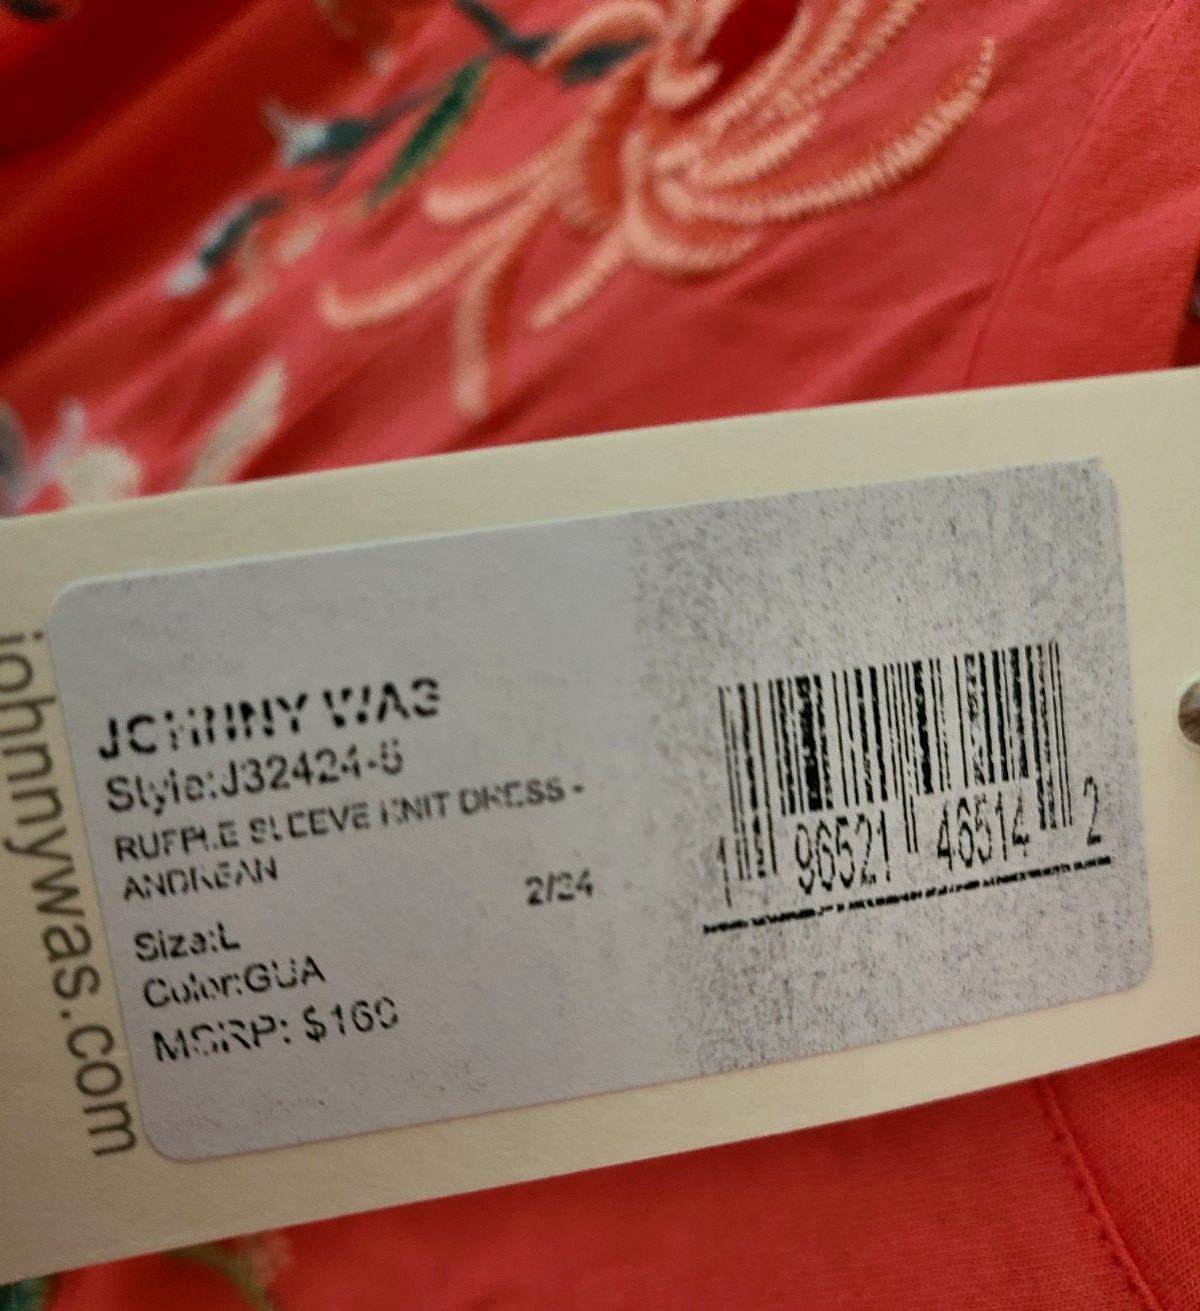 johnnywas.com
JOHNNY WAS
Style:J32424-5
RUFFLE SLEEVE KNIT DRESS -
ANDREAN
2/24
Size:L
Color:GUA
MSRP: $160
1 96521 46514 2